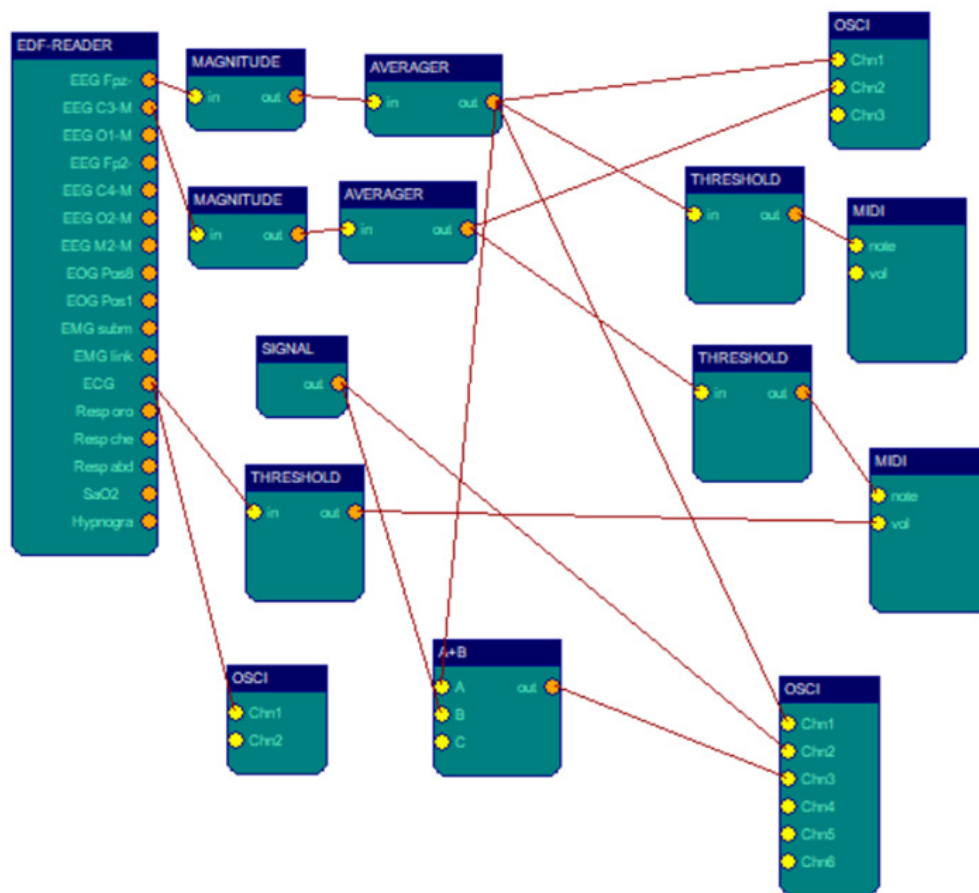 EDF-READER
EEG Fpz-
EEG C3-M
EEG O1-M
EEG Fp2-
EEG C4-M
EEG O2-M
EEG M2-M
EOG Pos8
EOG Pos1
EMG subm
EMG link
ECG
Resp oro
Resp che
Resp abd
SaO2
Hypnogra
MAGNITUDE
in out
AVERAGER
in out
OSCI
Chn1
Chn2
Chn3
MAGNITUDE
in out
AVERAGER
in out
THRESHOLD
in out
MIDI
note
vol
SIGNAL
out
THRESHOLD
in out
MIDI
note
vol
THRESHOLD
in out
OSCI
Chn1
Chn2
A+B
A out
B
C
OSCI
Chn1
Chn2
Chn3
Chn4
Chn5
Chn6